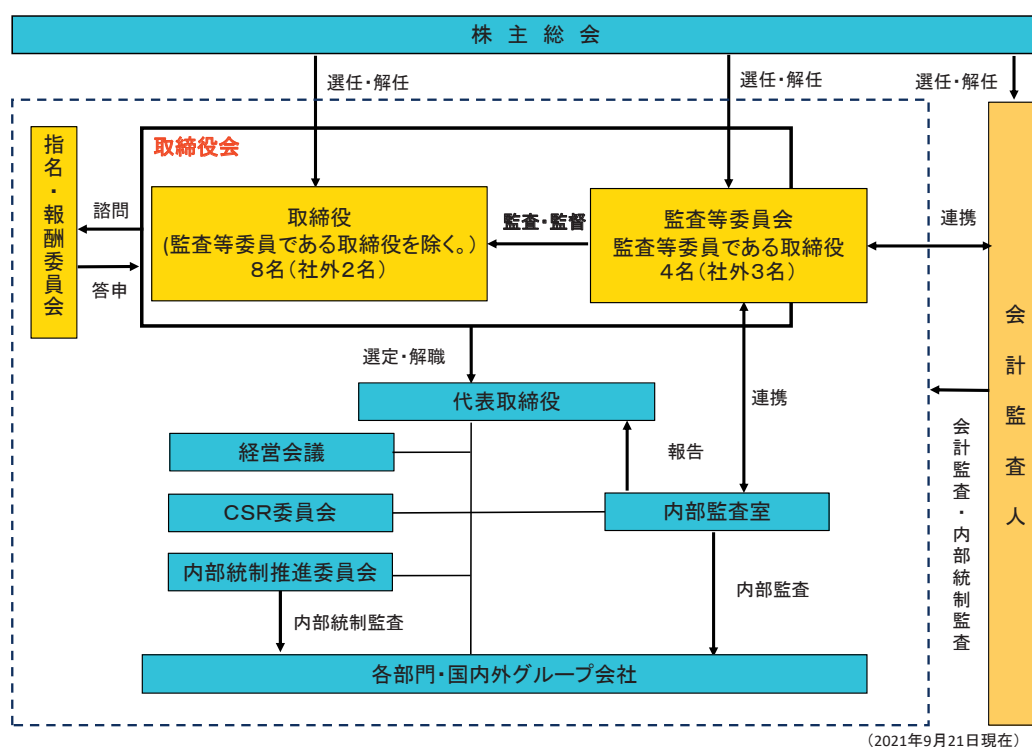 株主総会
選任・解任
選任・解任
選任・解任
指名・報酬委員会
取締役会
諮問
答申
取締役
(監査等委員である取締役を除く。)
8名(社外2名)
監査・監督
監査等委員会
監査等委員である取締役
4名(社外3名)
連携
会計監査人
選定・解職
代表取締役
連携
経営会議
報告
CSR委員会
内部監査室
内部統制推進委員会
内部統制監査
内部監査
会計監査・内部統制監査
各部門・国内外グループ会社
(2021年9月21日現在)